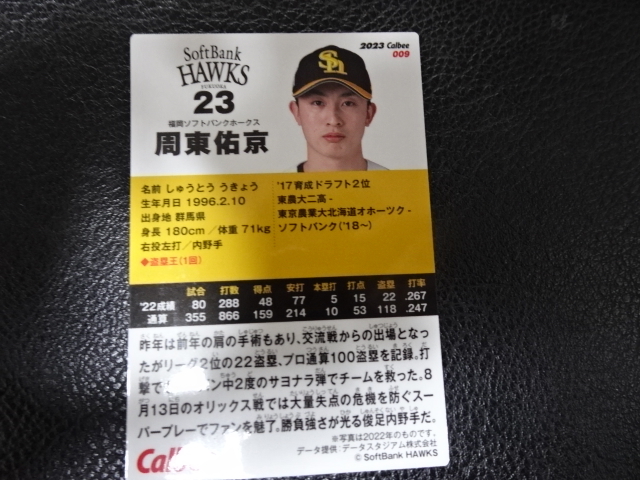 2023 Calbee
009
SoftBank
HAWKS
FUKUOKA
23
福岡ソフトバンクホークス
周東佑京
名前 しゅうとう うきょう
生年月日 1996.2.10
出身地 群馬県
身長 180cm / 体重 71kg
右投左打/内野手
◆盗塁王(1回)
'17育成ドラフト2位
東農大二高 -
東京農業大北海道オホーツク -
ソフトバンク('18～)
試合 打数 得点 安打 本塁打 打点 盗塁 打率
'22成績 80 288 48 77 5 15 22 .267
通算 355 866 159 214 10 53 118 .247
昨年は前年の肩の手術もあり、交流戦からの出場となっ
たがリーグ2位の22盗塁、プロ通算100盗塁を記録。打
撃で ン中2度のサヨナラ弾でチームを救った。8
月13日のオリックス戦では大量失点の危機を防ぐスー
パープレーでファンを魅了。勝負強さが光る俊足内野手だ。
※写真は2022年のものです。
データ提供:データスタジアム株式会社
© SoftBank HAWKS
Calbee